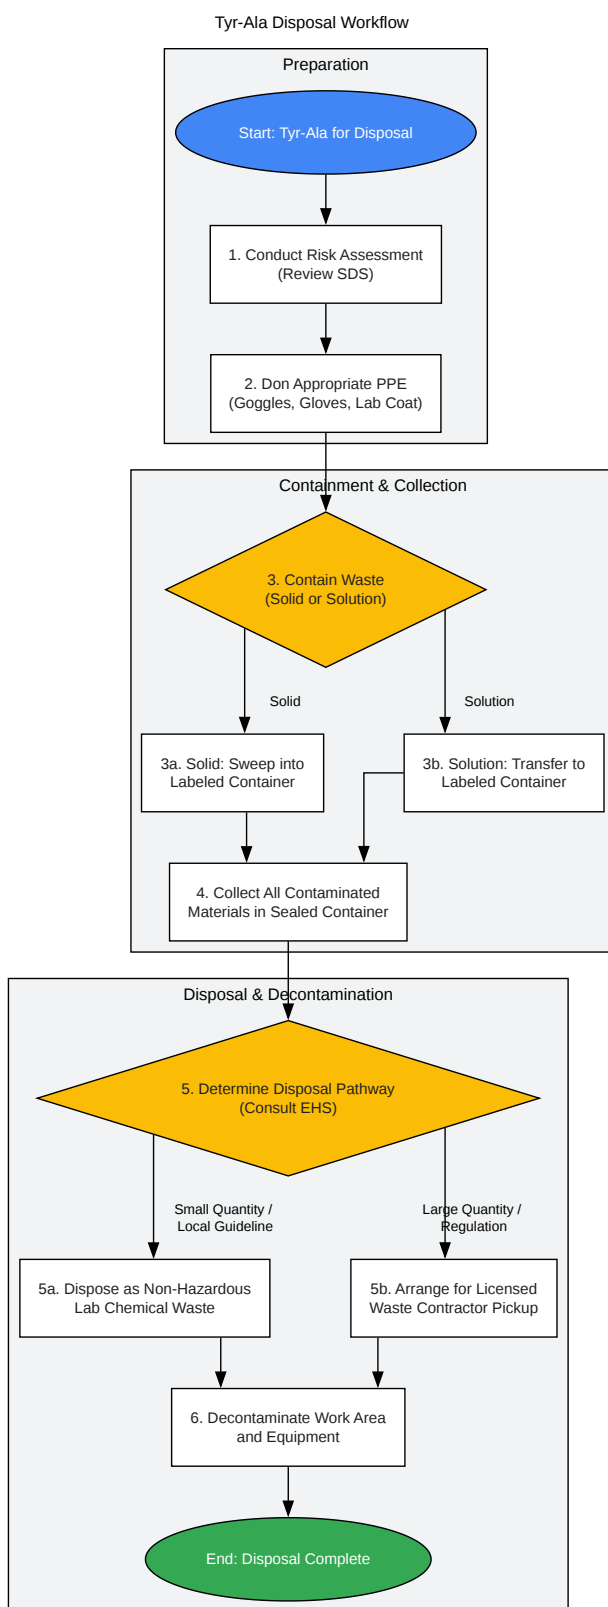 Tyr-Ala Disposal Workflow
Preparation
Start: Tyr-Ala for Disposal
1. Conduct Risk Assessment
(Review SDS)
2. Don Appropriate PPE
(Goggles, Gloves, Lab Coat)
Containment & Collection
3. Contain Waste
(Solid or Solution)
Solid
Solution
3a. Solid: Sweep into
Labeled Container
3b. Solution: Transfer to
Labeled Container
4. Collect All Contaminated
Materials in Sealed Container
Disposal & Decontamination
5. Determine Disposal Pathway
(Consult EHS)
Small Quantity /
Local Guideline
Large Quantity /
Regulation
5a. Dispose as Non-Hazardous
Lab Chemical Waste
5b. Arrange for Licensed
Waste Contractor Pickup
6. Decontaminate Work Area
and Equipment
End: Disposal Complete